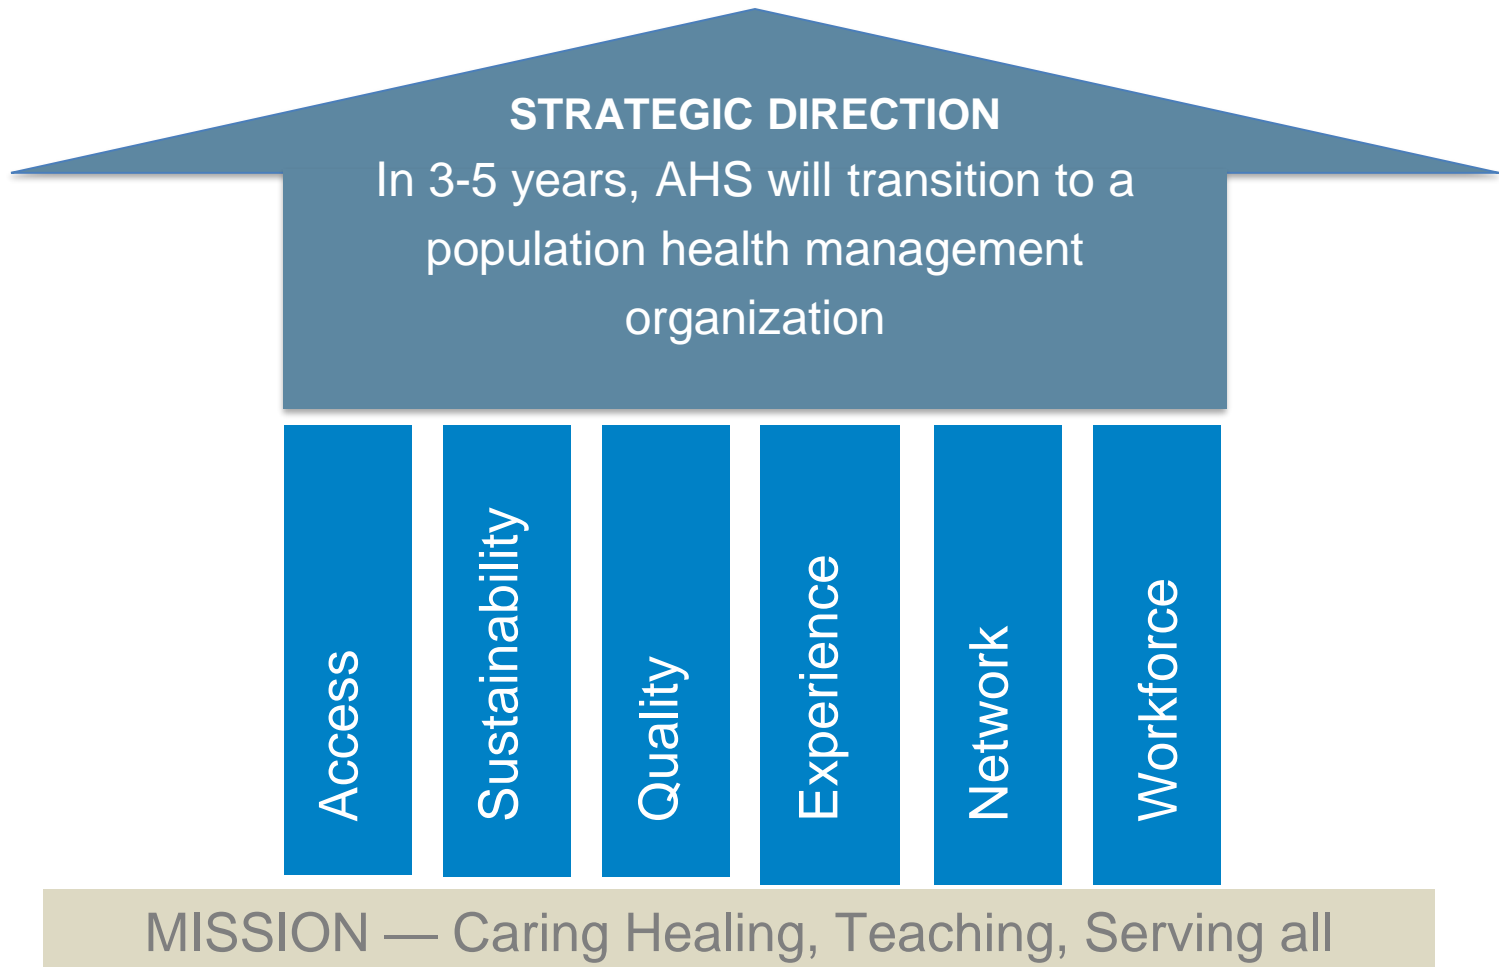 STRATEGIC DIRECTION
In 3-5 years, AHS will transition to a
population health management
organization
Access
Sustainability
Quality
Experience
Network
Workforce
MISSION — Caring Healing, Teaching, Serving all